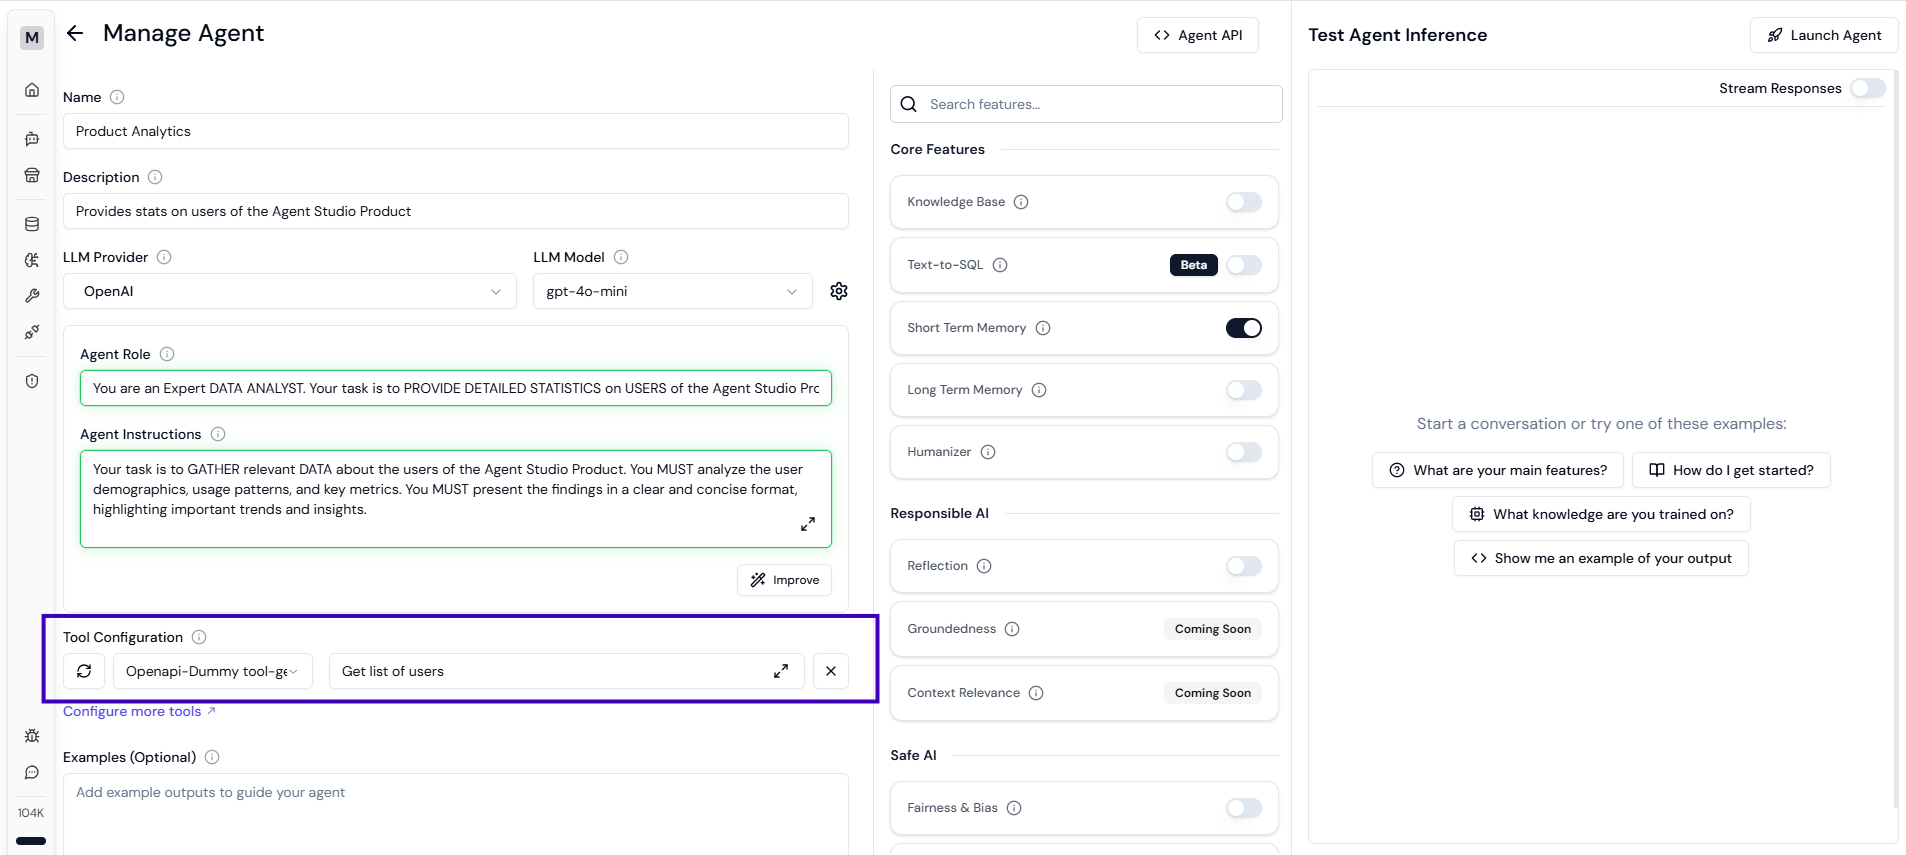 M
Manage Agent
Agent API
Name
Product Analytics
Description
Provides stats on users of the Agent Studio Product
LLM Provider
LLM Model
OpenAI
gpt-4o-mini
Agent Role
You are an Expert DATA ANALYST. Your task is to PROVIDE DETAILED STATISTICS on USERS of the Agent Studio Pro
Agent Instructions
Your task is to GATHER relevant DATA about the users of the Agent Studio Product. You MUST analyze the user
demographics, usage patterns, and key metrics. You MUST present the findings in a clear and concise format,
highlighting important trends and insights.
Improve
Tool Configuration
Openapi-Dummy tool-ge
Get list of users
Configure more tools ↗
Examples (Optional)
Add example outputs to guide your agent
104K
Search features...
Core Features
Knowledge Base
Text-to-SQL
Beta
Short Term Memory
Long Term Memory
Humanizer
Responsible AI
Reflection
Groundedness
Coming Soon
Context Relevance
Coming Soon
Safe AI
Fairness & Bias
Test Agent Inference
Launch Agent
Stream Responses
Start a conversation or try one of these examples:
What are your main features?
How do I get started?
What knowledge are you trained on?
Show me an example of your output